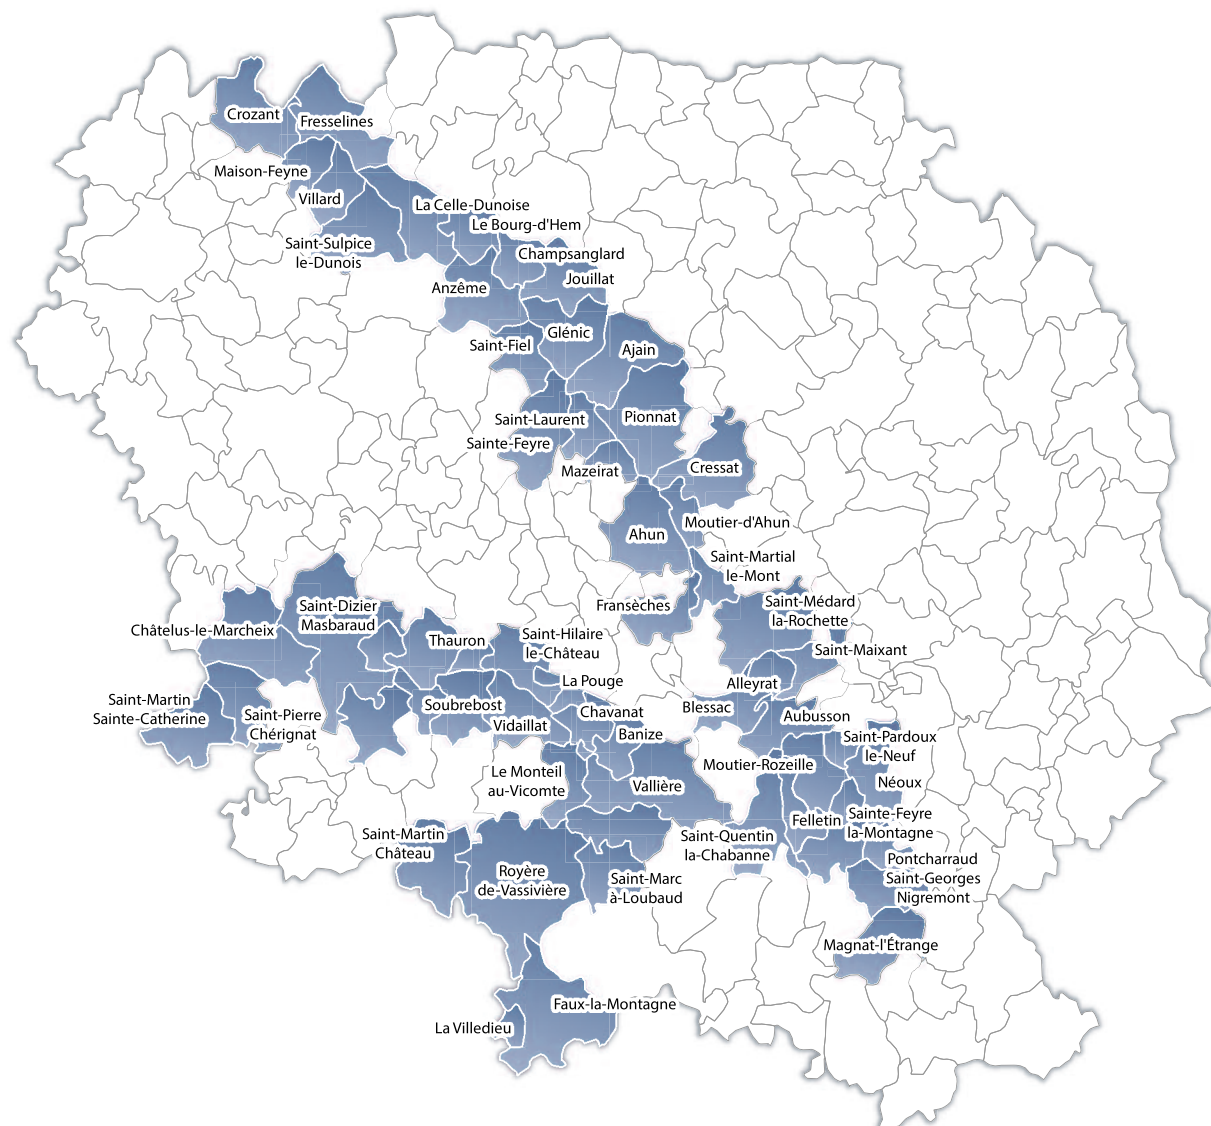 Crozant
Fresselines
Maison-Feyne
Villard
La Celle-Dunoise
Le Bourg-d'Hem
Saint-Sulpice
le-Dunois
Champsanglard
Jouillat
Anzême
Glénic
Saint-Fiel
Ajain
Saint-Laurent
Pionnat
Sainte-Feyre
Mazeirat
Cressat
Moutier-d'Ahun
Ahun
Saint-Martial
le-Mont
Fransèches
Saint-Médard
la-Rochette
Saint-Dizier
Masbaraud
Châtelus-le-Marcheix
Thauron
Saint-Hilaire
le-Château
Saint-Maixant
La Pouge
Alleyrat
Saint-Martin
Sainte-Catherine
Saint-Pierre
Chérignat
Soubrebost
Vidaillat
Chavanat
Blessac
Aubusson
Banize
Saint-Pardoux
le-Neuf
Moutier-Rozeille
Le Monteil
au-Vicomte
Vallière
Néoux
Felletin
Sainte-Feyre
la-Montagne
Saint-Martin
Château
Saint-Quentin
la-Chabanne
Pontcharraud
Saint-Georges
Nigremont
Royère
de-Vassivière
Saint-Marc
à-Loubaud
Magnat-l'Étrange
Faux-la-Montagne
La Villedieu